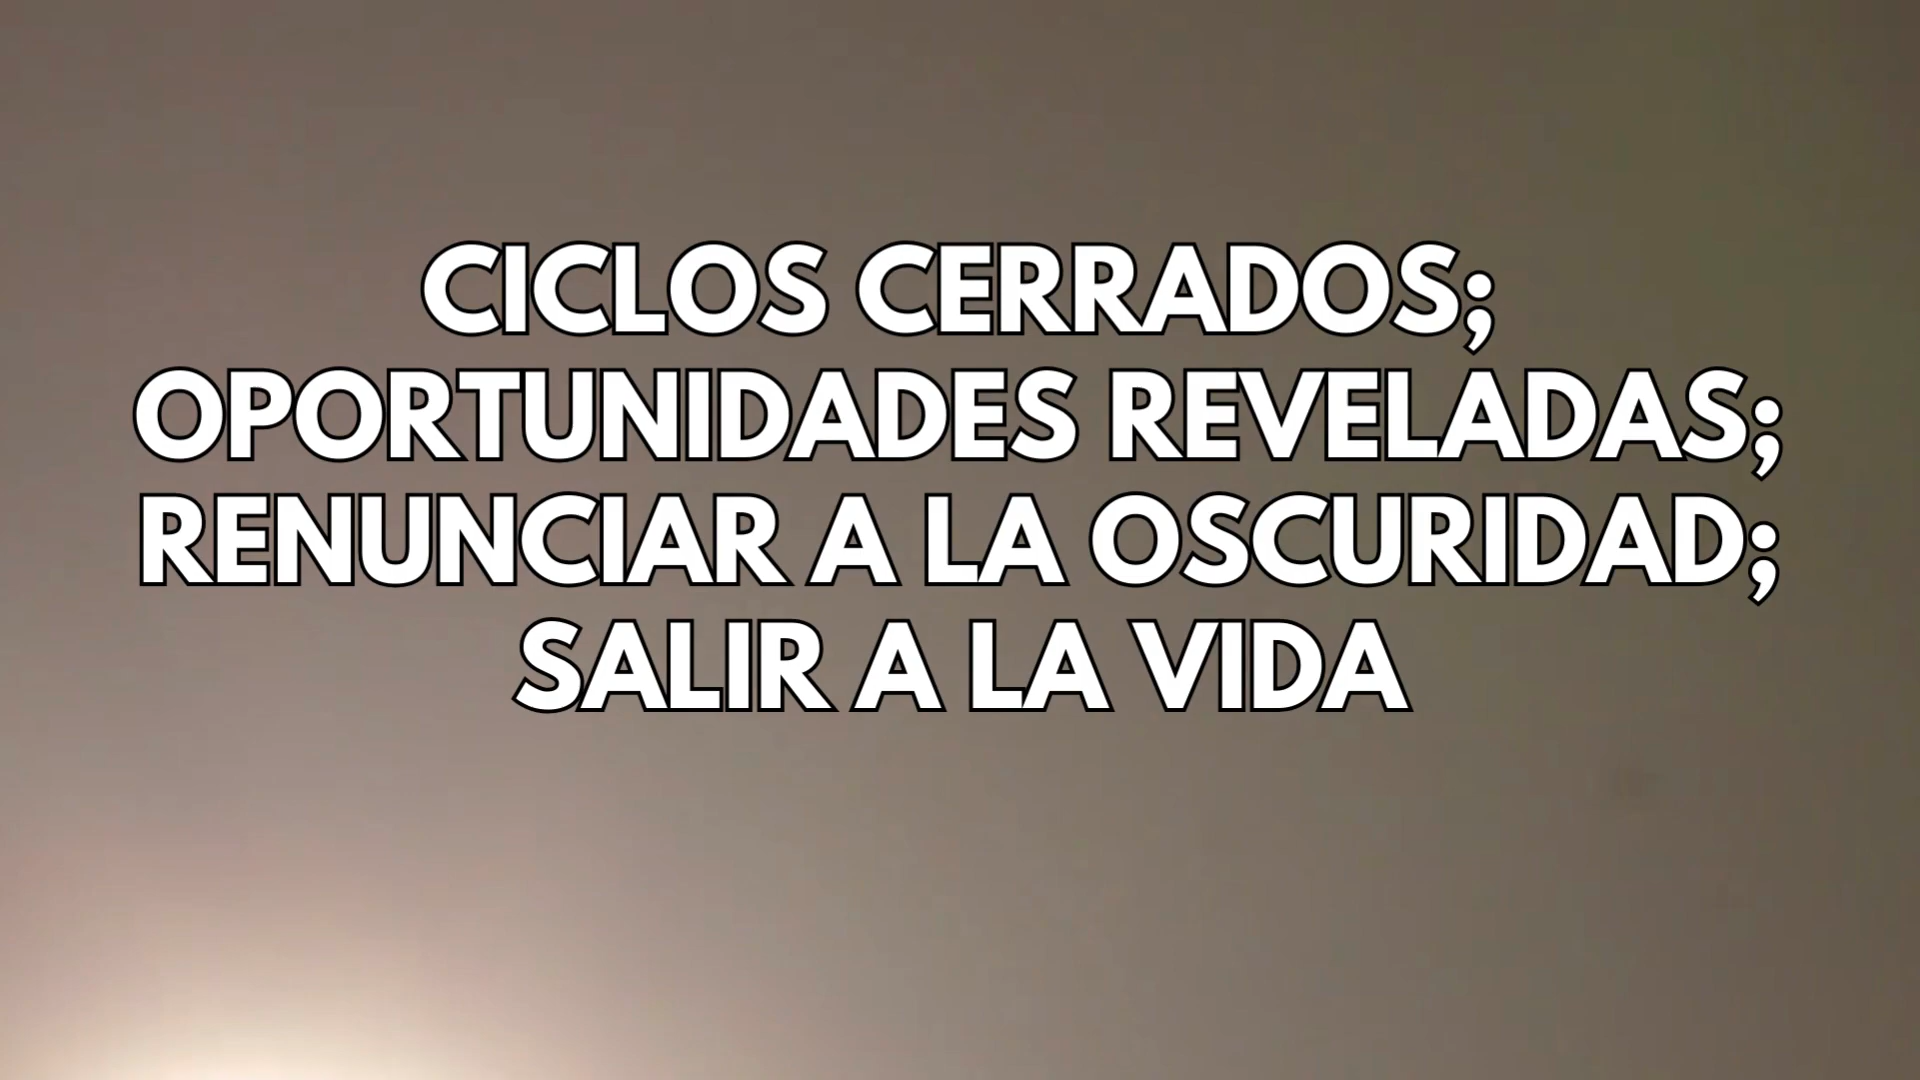 CICLOS CERRADOS;
OPORTUNIDADES REVELADAS;
RENUNCIAR A LA OSCURIDAD;
SALIR A LA VIDA